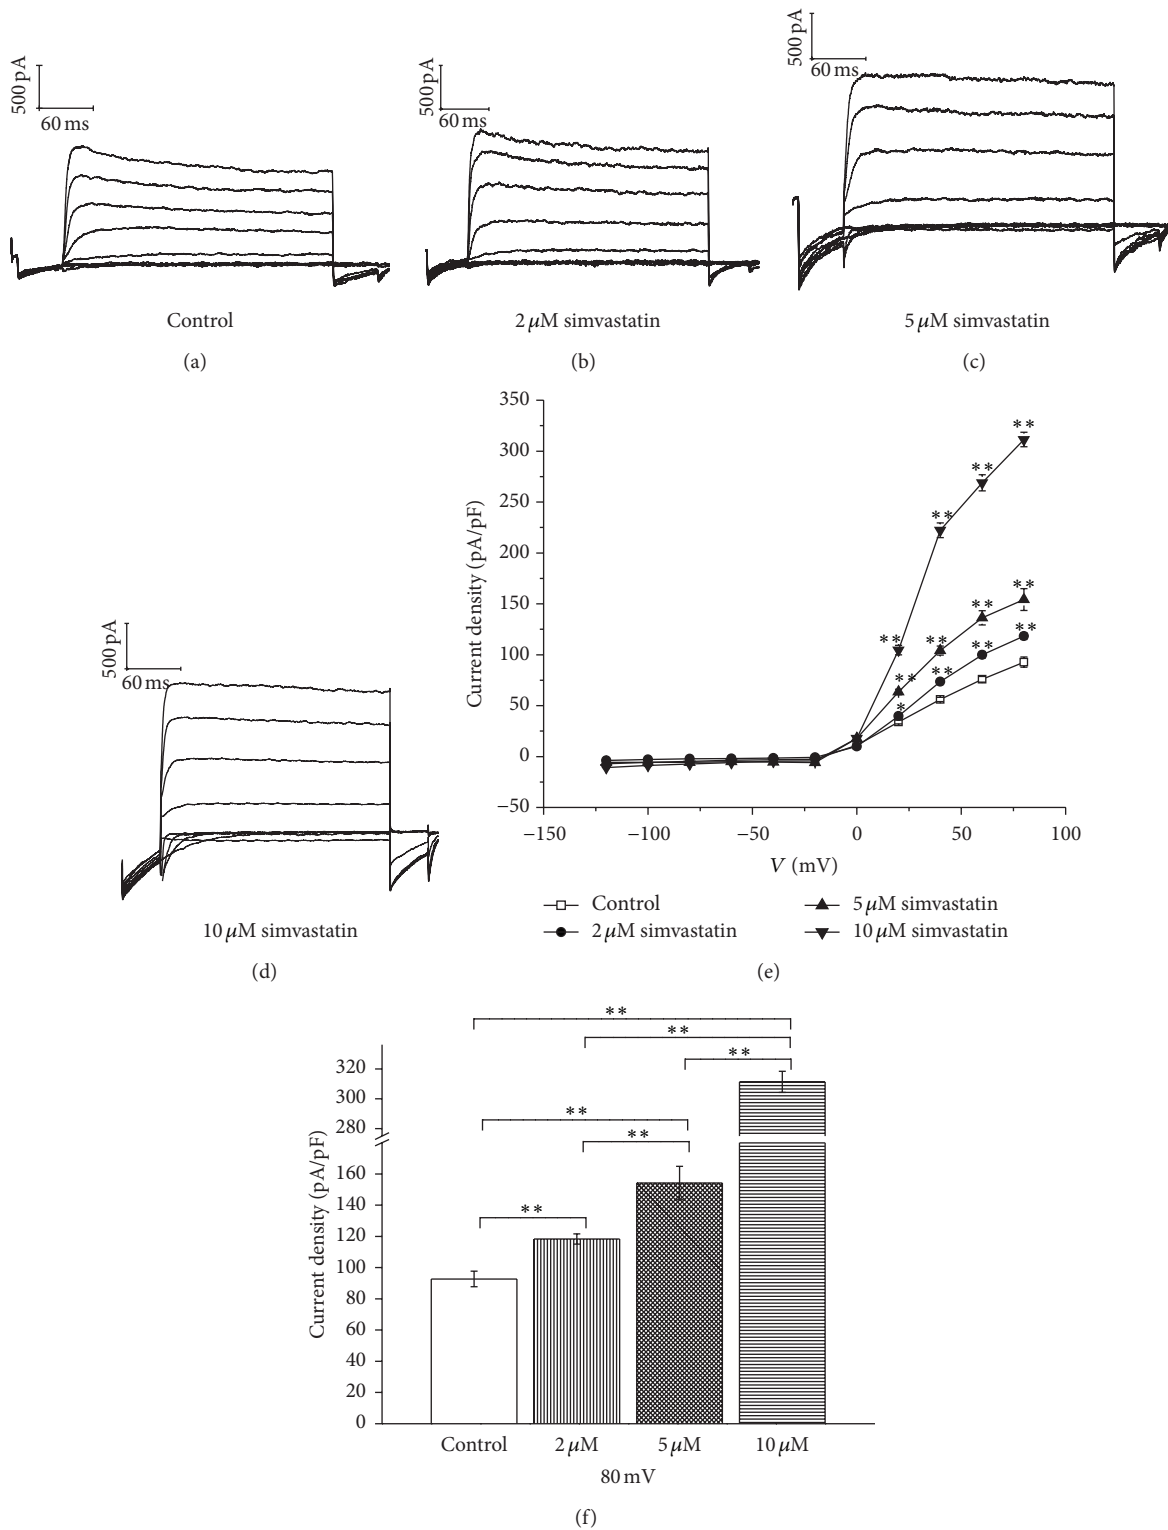 500 pA
60 ms
Control
(a)
500 pA
60 ms
2 μM simvastatin
(b)
500 pA
60 ms
5 μM simvastatin
(c)
500 pA
60 ms
10 μM simvastatin
(d)
Current density (pA/pF)
350
300
250
200
150
100
50
0
−50
** ** ** **
** ** ** **
* ** ** **
−150 −100 −50 0 50 100
V (mV)
Control
2 μM simvastatin
5 μM simvastatin
10 μM simvastatin
(e)
**
**
**
**
**
**
Current density (pA/pF)
320
300
280
160
140
120
100
80
60
40
20
0
Control 2 μM 5 μM 10 μM
80 mV
(f)